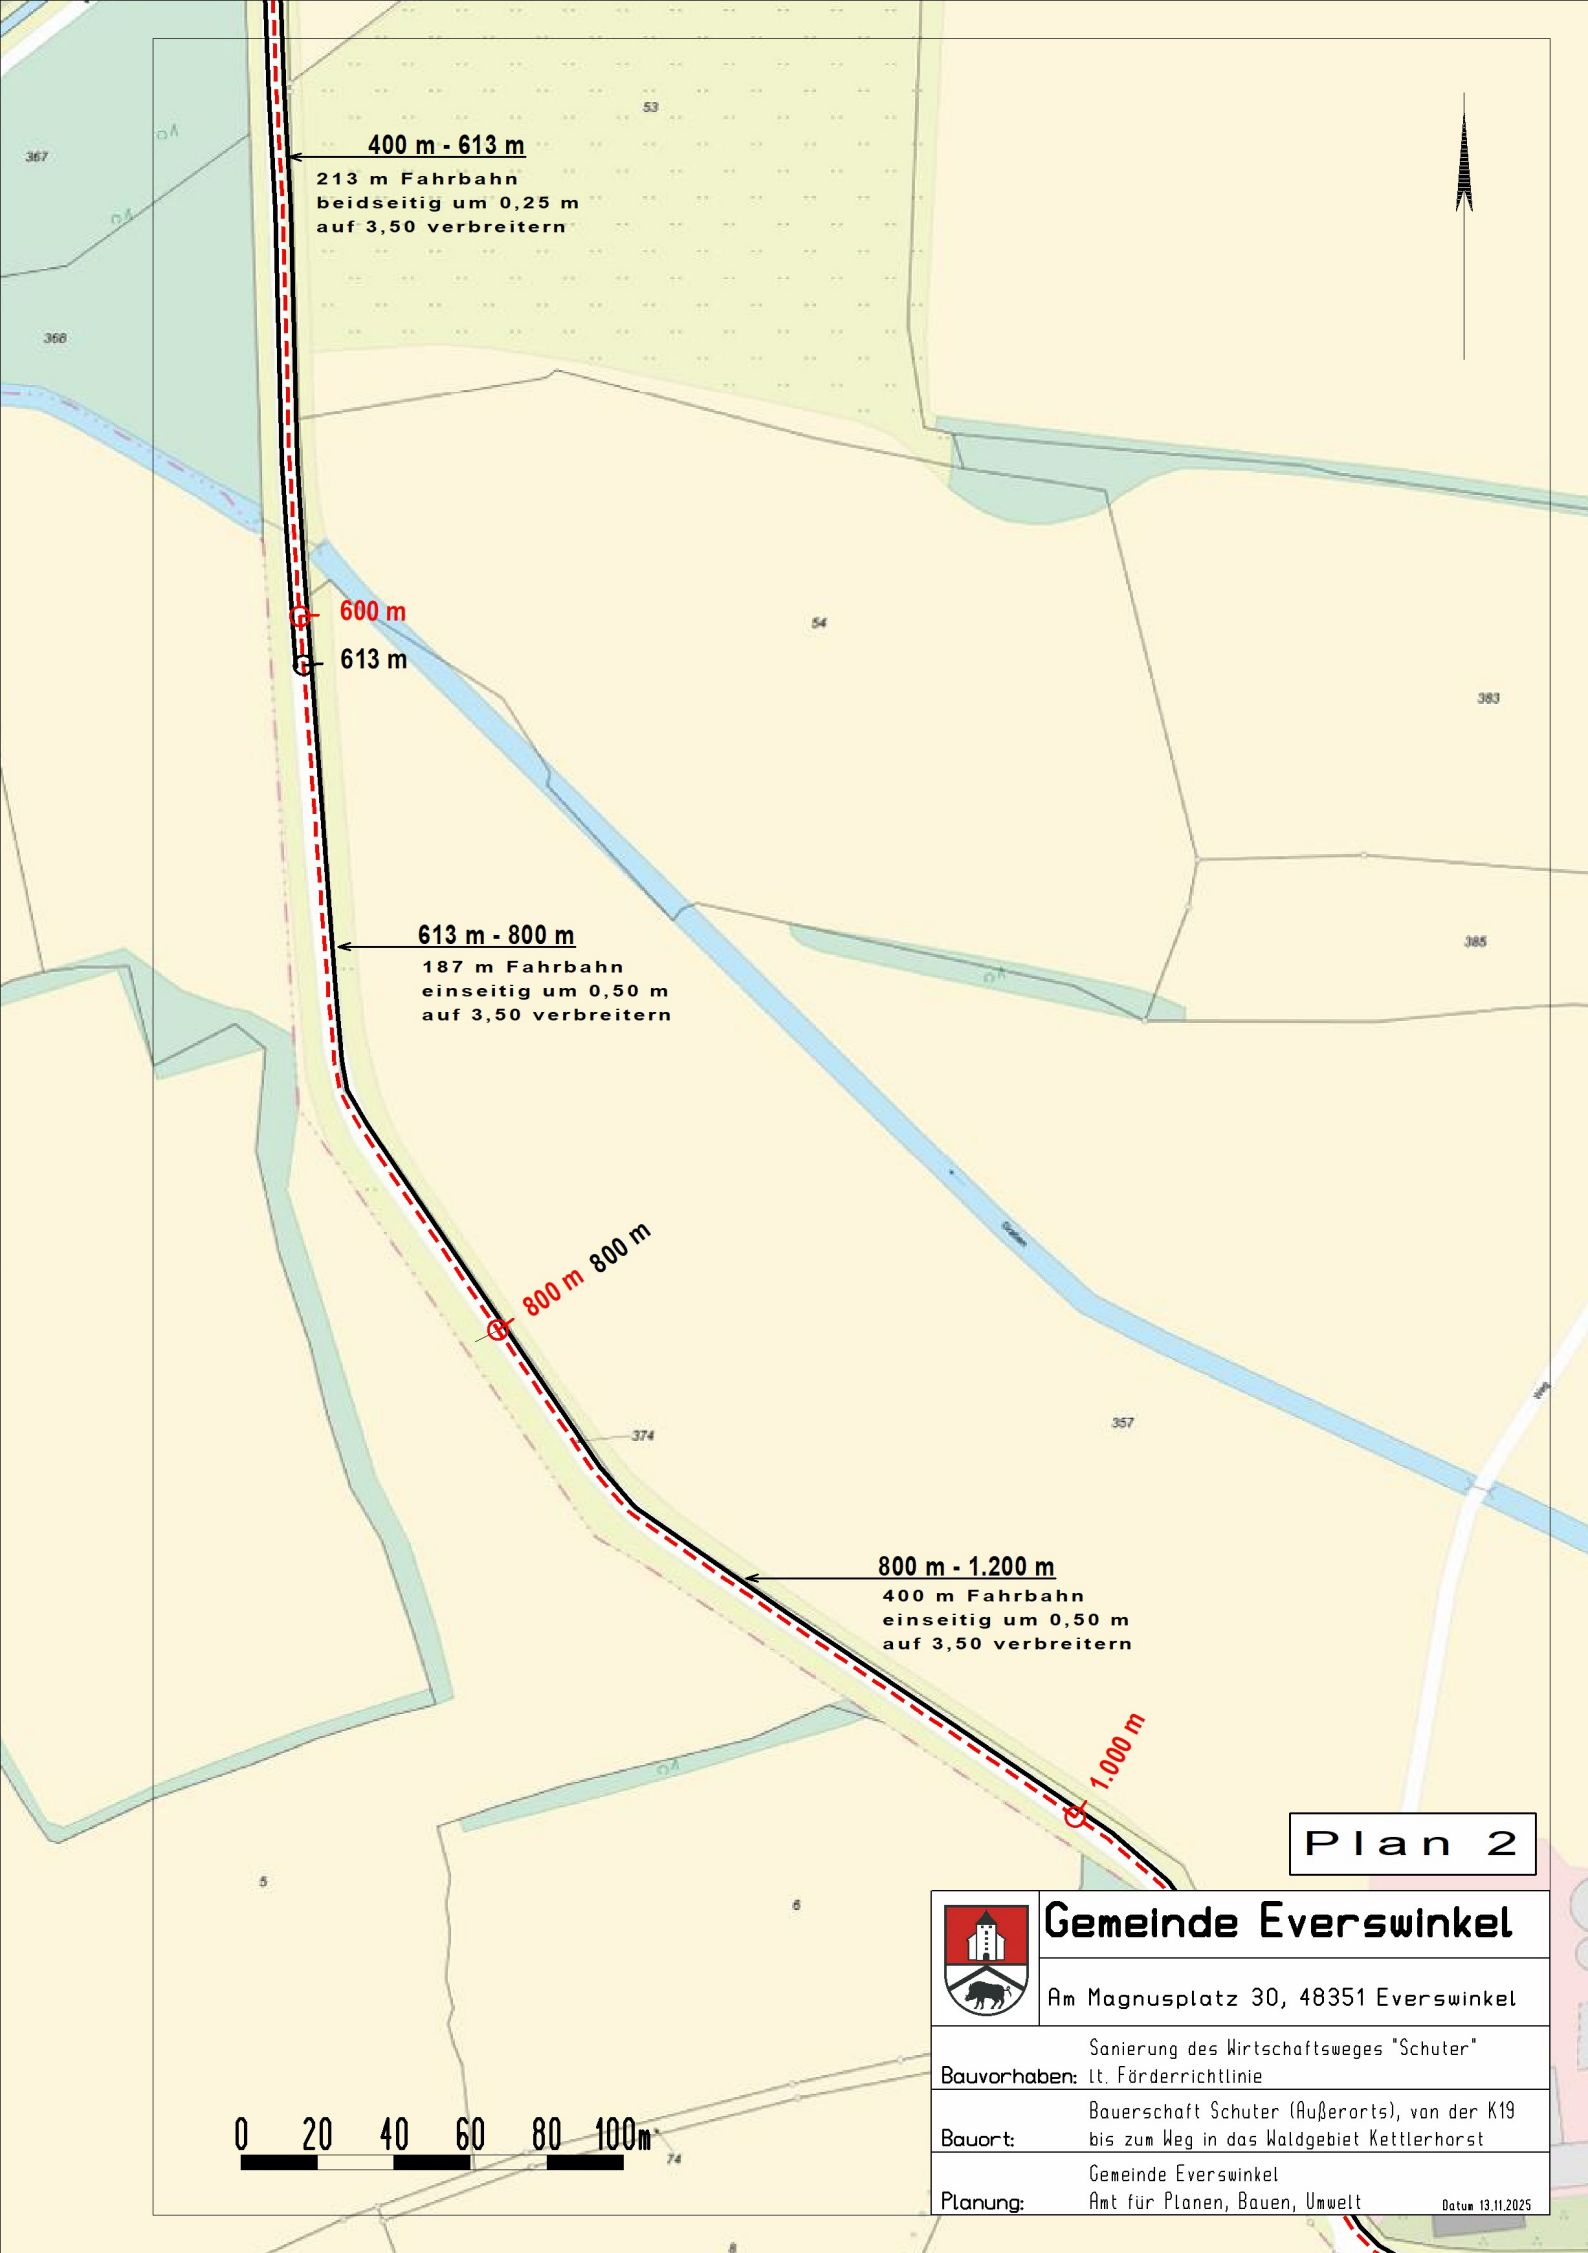 53
367
400 m - 613 m
213 m Fahrbahn
beidseitig um 0,25 m
auf 3,50 verbreitern
368
600 m
54
613 m
383
613 m - 800 m
187 m Fahrbahn
einseitig um 0,50 m
auf 3,50 verbreitern
385
800 m
800 m
Weg
357
374
800 m - 1.200 m
400 m Fahrbahn
einseitig um 0,50 m
auf 3,50 verbreitern
1.000 m
Plan 2
5
6
Gemeinde Everswinkel
Am Magnusplatz 30, 48351 Everswinkel
Bauvorhaben: Sanierung des Wirtschaftsweges "Schuter"
lt. Förderrichtlinie
Bauort: Bauerschaft Schuter (Außerorts), von der K19
bis zum Weg in das Waldgebiet Kettlerhorst
Planung: Gemeinde Everswinkel
Amt für Planen, Bauen, Umwelt
Datum 13.11.2025
0 20 40 60 80 100m
74
8